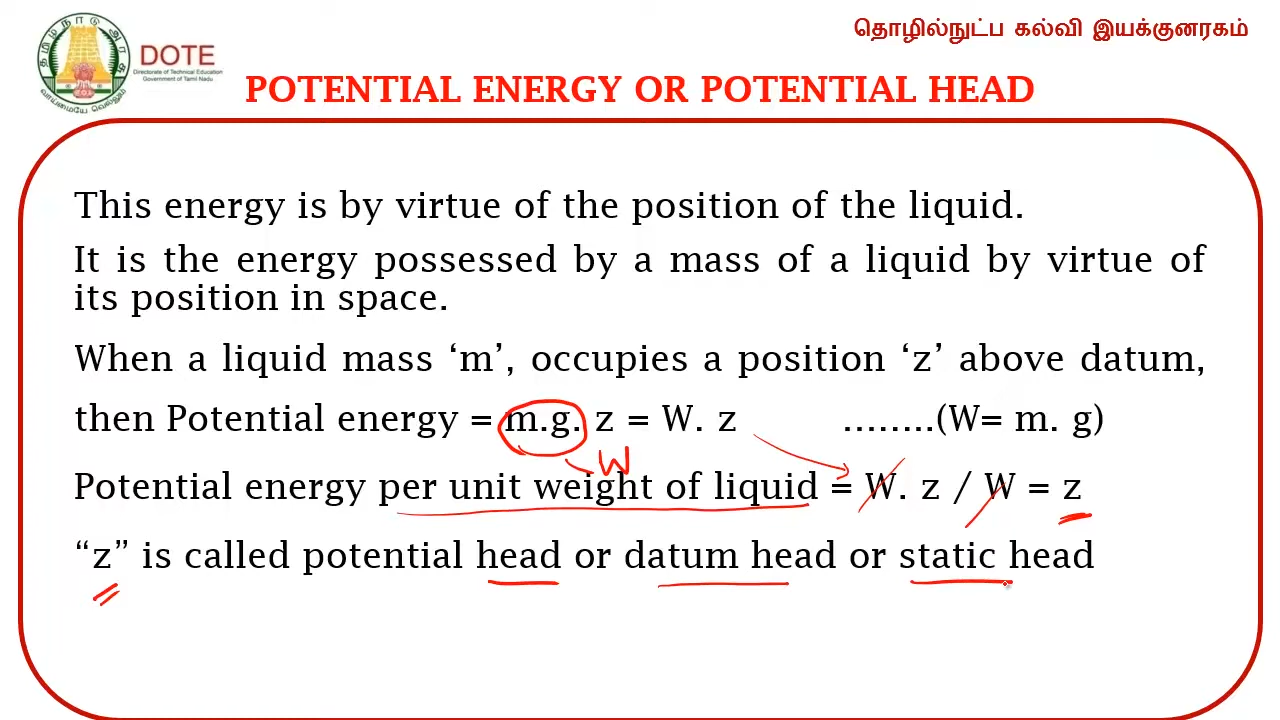 தொழில்நுட்ப கல்வி இயக்குனரகம்
DOTE
Directorate of Technical Education
Government of Tamil Nadu
POTENTIAL ENERGY OR POTENTIAL HEAD
This energy is by virtue of the position of the liquid.
It is the energy possessed by a mass of a liquid by virtue of
its position in space.
When a liquid mass ‘m’, occupies a position ‘z’ above datum,
then Potential energy = m.g. z = W. z ........(W= m. g)
W
Potential energy per unit weight of liquid = W. z / W = z
“z” is called potential head or datum head or static head